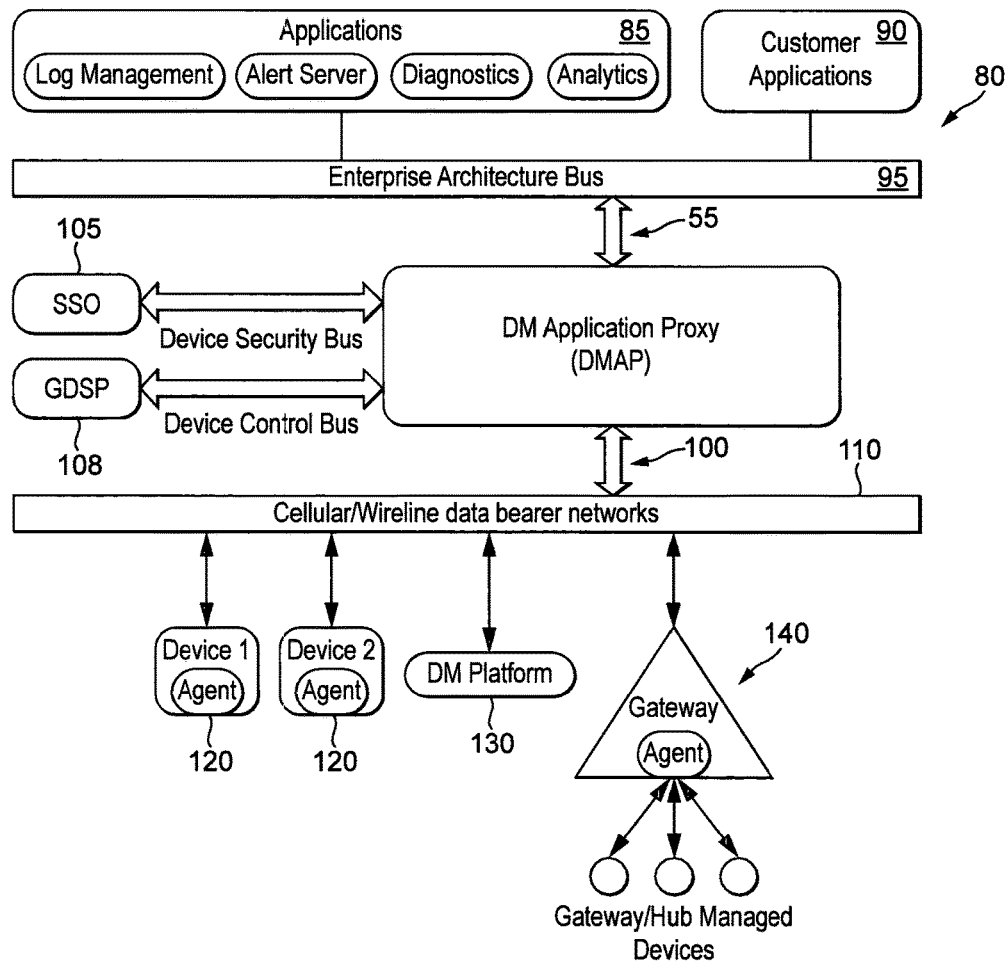 Applications 85
Log Management Alert Server Diagnostics Analytics
Customer 90
Applications
80
Enterprise Architecture Bus 95
55
105
SSO
Device Security Bus
DM Application Proxy
(DMAP)
GDSP
Device Control Bus
108
100
110
Cellular/Wireline data bearer networks
Device 1
Agent
120
Device 2
Agent
120
DM Platform
130
140
Gateway
Agent
Gateway/Hub Managed
Devices